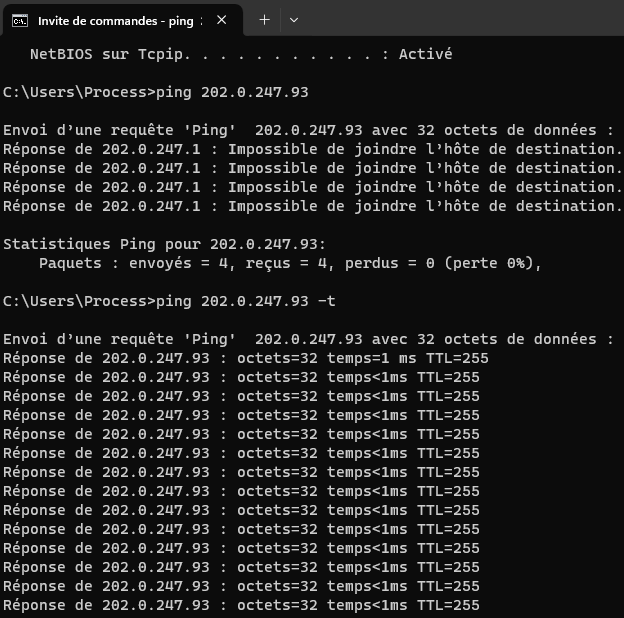 Invite de commandes - ping
NetBIOS sur Tcpip. . . . . . . . . . . : Activé
C:\Users\Process>ping 202.0.247.93
Envoi d’une requête 'Ping'  202.0.247.93 avec 32 octets de données :
Réponse de 202.0.247.1 : Impossible de joindre l’hôte de destination.
Réponse de 202.0.247.1 : Impossible de joindre l’hôte de destination.
Réponse de 202.0.247.1 : Impossible de joindre l’hôte de destination.
Réponse de 202.0.247.1 : Impossible de joindre l’hôte de destination.
Statistiques Ping pour 202.0.247.93:
Paquets : envoyés = 4, reçus = 4, perdus = 0 (perte 0%),
C:\Users\Process>ping 202.0.247.93 -t
Envoi d’une requête 'Ping'  202.0.247.93 avec 32 octets de données :
Réponse de 202.0.247.93 : octets=32 temps=1 ms TTL=255
Réponse de 202.0.247.93 : octets=32 temps<1ms TTL=255
Réponse de 202.0.247.93 : octets=32 temps<1ms TTL=255
Réponse de 202.0.247.93 : octets=32 temps<1ms TTL=255
Réponse de 202.0.247.93 : octets=32 temps<1ms TTL=255
Réponse de 202.0.247.93 : octets=32 temps<1ms TTL=255
Réponse de 202.0.247.93 : octets=32 temps<1ms TTL=255
Réponse de 202.0.247.93 : octets=32 temps<1ms TTL=255
Réponse de 202.0.247.93 : octets=32 temps<1ms TTL=255
Réponse de 202.0.247.93 : octets=32 temps<1ms TTL=255
Réponse de 202.0.247.93 : octets=32 temps<1ms TTL=255
Réponse de 202.0.247.93 : octets=32 temps<1ms TTL=255
Réponse de 202.0.247.93 : octets=32 temps<1ms TTL=255
Réponse de 202.0.247.93 : octets=32 temps<1ms TTL=255